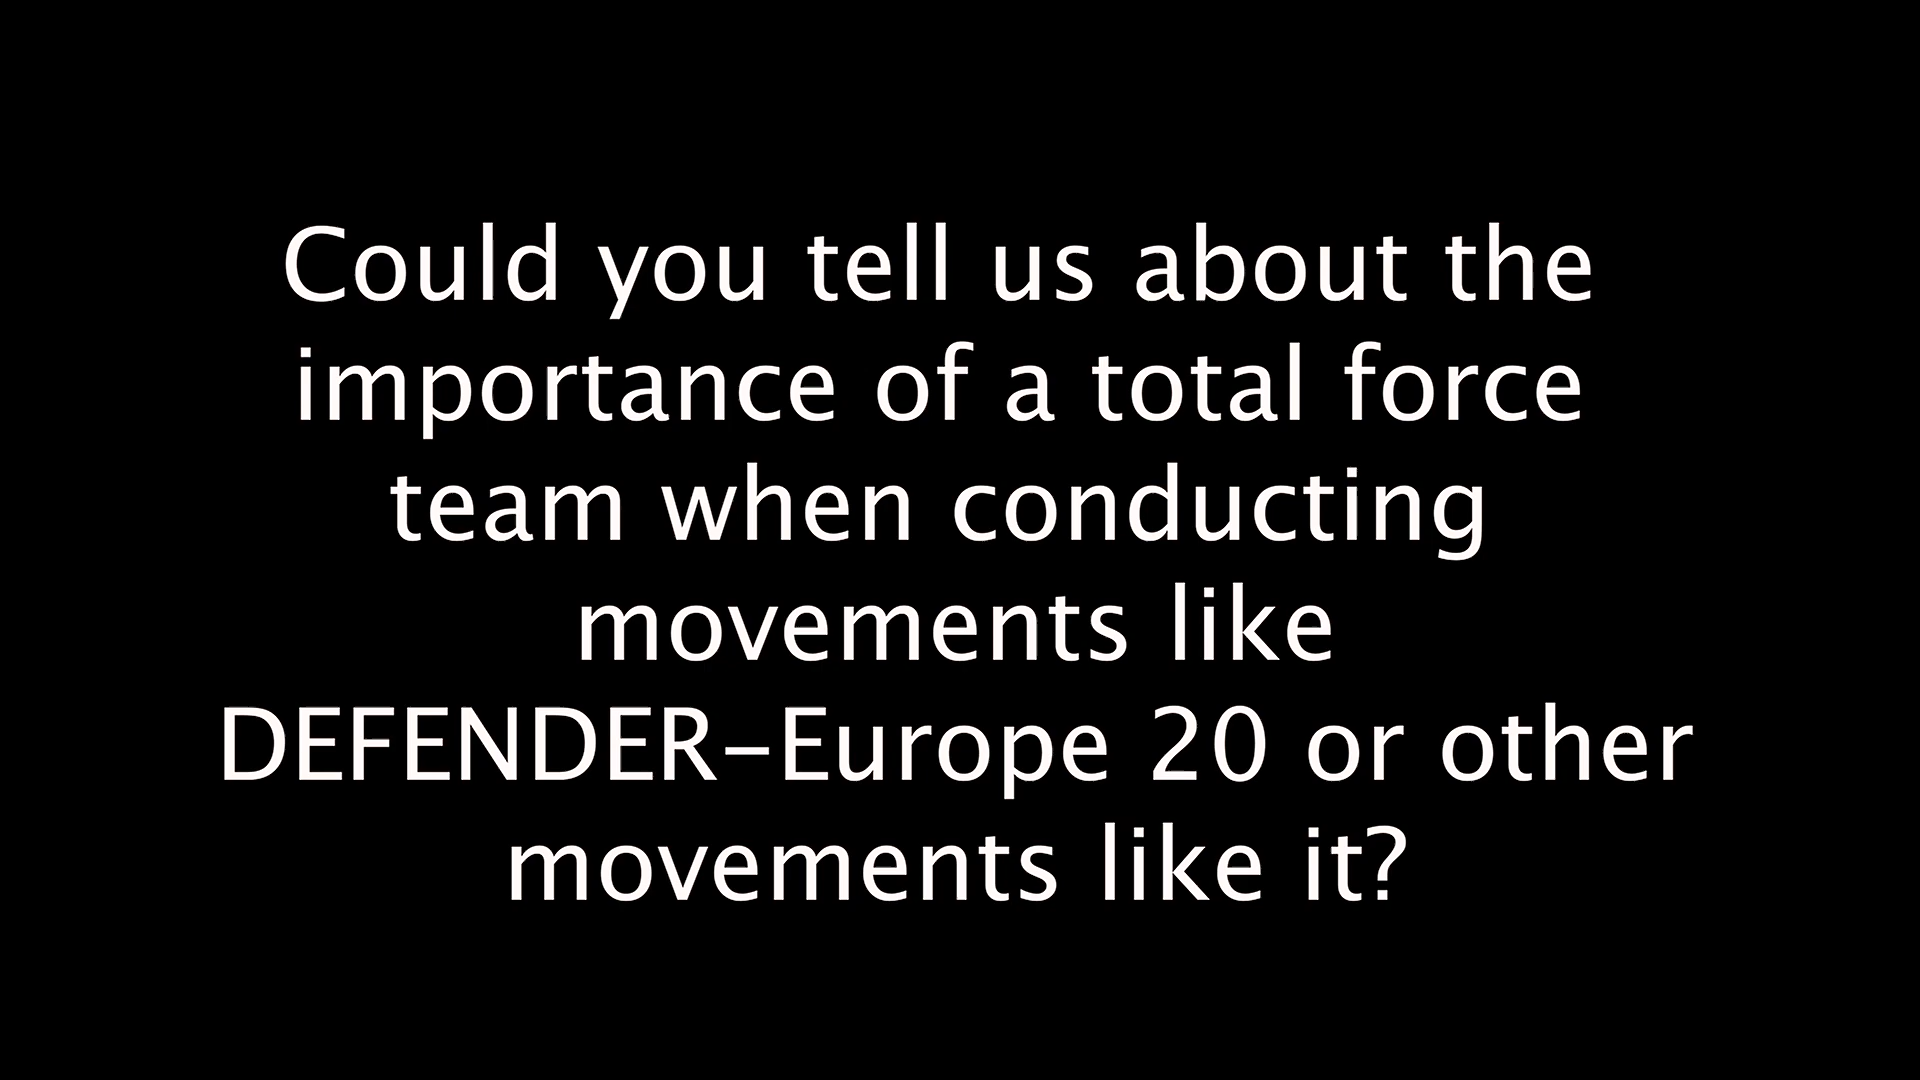 Could you tell us about the
importance of a total force
team when conducting
movements like
DEFENDER-Europe 20 or other
movements like it?